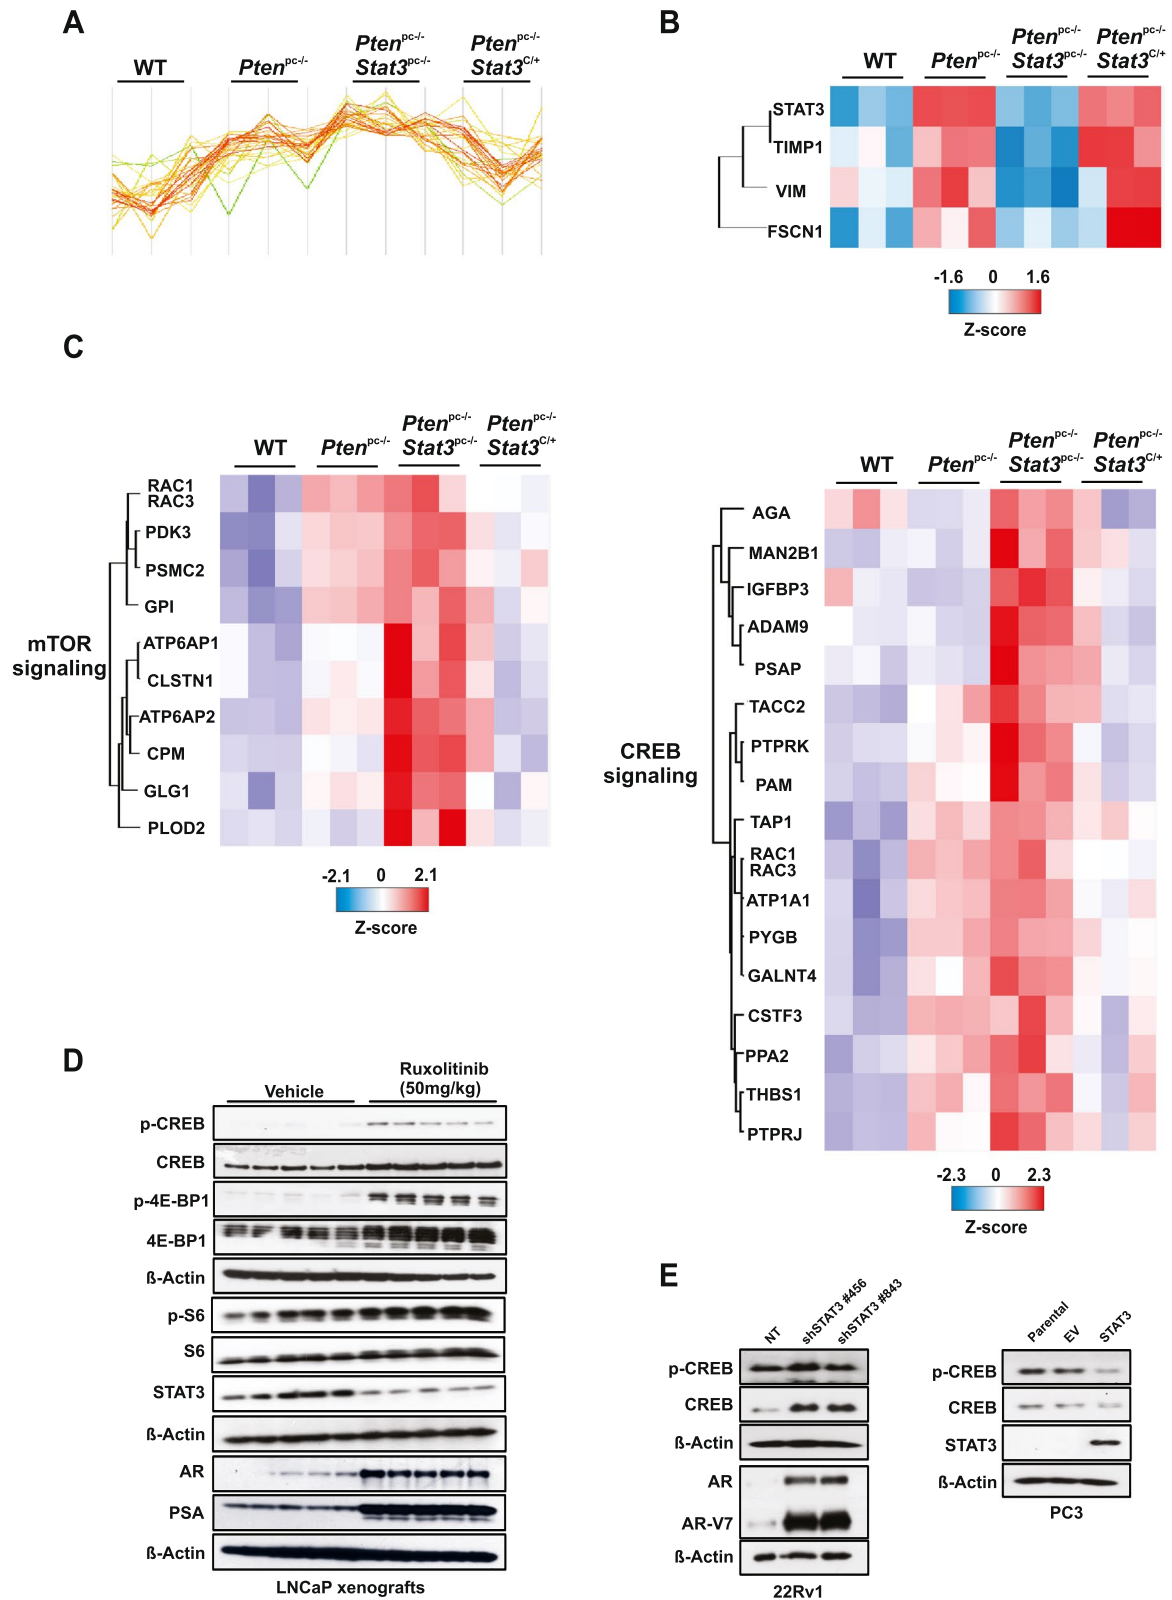 A
WT
Pten pc-/-
Pten pc-/-
Stat3 pc-/-
Pten pc-/-
Stat3 C/+
B
WT
Pten pc-/-
Pten pc-/-
Stat3 pc-/-
Pten pc-/-
Stat3 C/+
STAT3
TIMP1
VIM
FSCN1
-1.6 0 1.6
Z-score
C
WT
Pten pc-/-
Pten pc-/-
Stat3 pc-/-
Pten pc-/-
Stat3 C/+
mTOR
signaling
RAC1
RAC3
PDK3
PSMC2
GPI
ATP6AP1
CLSTN1
ATP6AP2
CPM
GLG1
PLOD2
-2.1 0 2.1
Z-score
WT
Pten pc-/-
Pten pc-/-
Stat3 pc-/-
Pten pc-/-
Stat3 C/+
CREB
signaling
AGA
MAN2B1
IGFBP3
ADAM9
PSAP
TACC2
PTPRK
PAM
TAP1
RAC1
RAC3
ATP1A1
PYGB
GALNT4
CSTF3
PPA2
THBS1
PTPRJ
-2.3 0 2.3
Z-score
D
Vehicle
Ruxolitinib
(50mg/kg)
p-CREB
CREB
p-4E-BP1
4E-BP1
ß-Actin
p-S6
S6
STAT3
ß-Actin
AR
PSA
ß-Actin
LNCaP xenografts
E
NT
shSTAT3 #456
shSTAT3 #843
p-CREB
CREB
ß-Actin
AR
AR-V7
ß-Actin
22Rv1
Parental
EV
STAT3
p-CREB
CREB
STAT3
ß-Actin
PC3